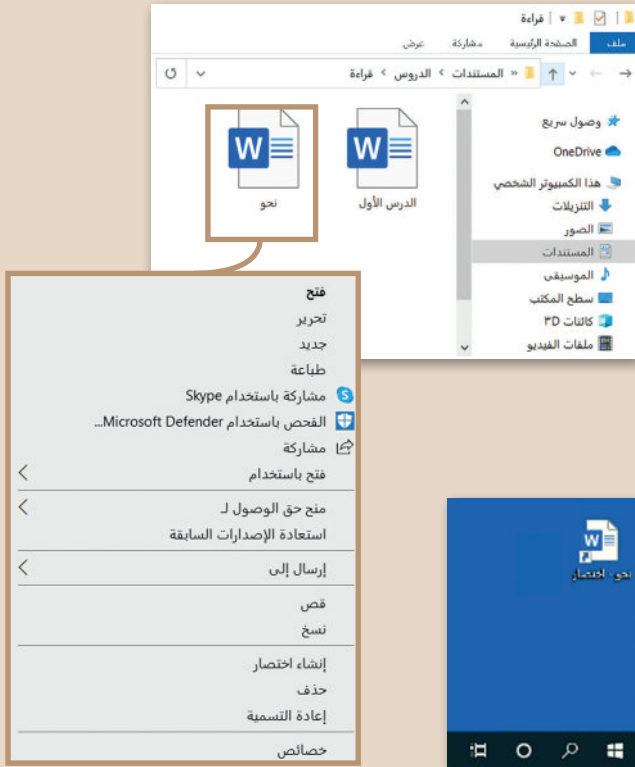 قراءة
ملف الصفحة الرئيسية مشاركة عرض
« المستندات > الدروس > قراءة
وصول سريع
OneDrive
هذا الكمبيوتر الشخصي
التنزيلات
الصور
المستندات
الموسيقى
سطح المكتب
كائنات ٣D
ملفات الفيديو
الدرس الأول
نحو
فتح
تحرير
جديد
طباعة
مشاركة باستخدام Skype
الفحص باستخدام Microsoft Defender...
مشاركة
فتح باستخدام
منح حق الوصول لـ
استعادة الإصدارات السابقة
إرسال إلى
قص
نسخ
إنشاء اختصار
حذف
إعادة التسمية
خصائص
نحو - اختصار